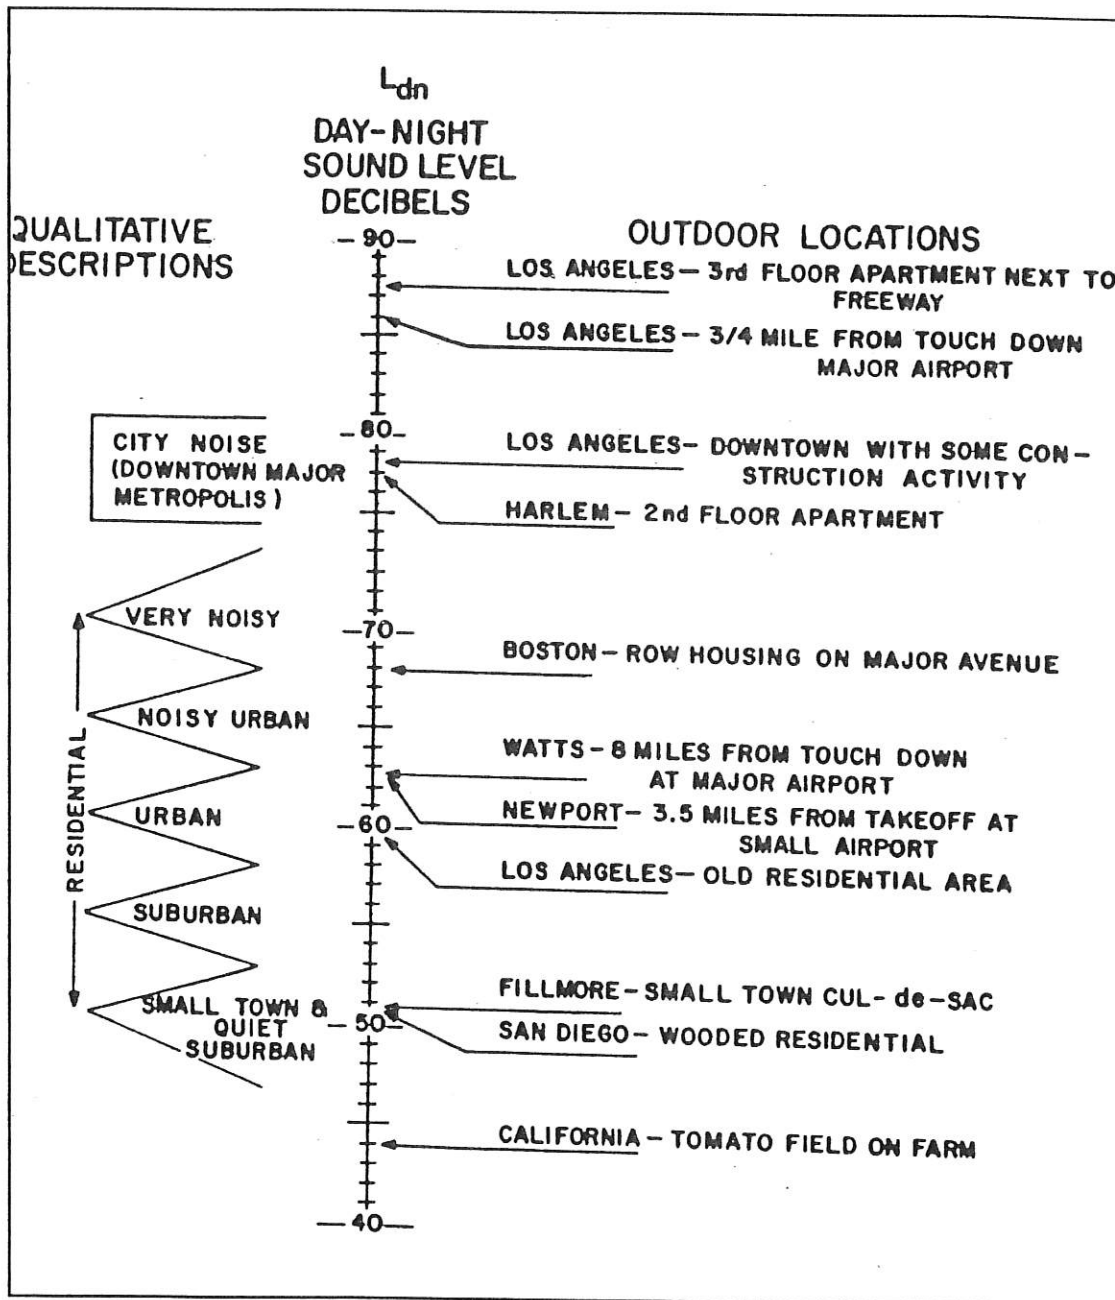 Ldn
DAY-NIGHT
SOUND LEVEL
DECIBELS
QUALITATIVE
DESCRIPTIONS
OUTDOOR LOCATIONS
—90—
LOS ANGELES — 3rd FLOOR APARTMENT NEXT TO
FREEWAY
LOS ANGELES — 3/4 MILE FROM TOUCH DOWN
MAJOR AIRPORT
—80—
CITY NOISE
(DOWNTOWN MAJOR
METROPOLIS)
LOS ANGELES — DOWNTOWN WITH SOME CON-
STRUCTION ACTIVITY
HARLEM — 2nd FLOOR APARTMENT
VERY NOISY
—70—
BOSTON — ROW HOUSING ON MAJOR AVENUE
NOISY URBAN
RESIDENTIAL
WATTS — 8 MILES FROM TOUCH DOWN
AT MAJOR AIRPORT
URBAN
NEWPORT — 3.5 MILES FROM TAKEOFF AT
SMALL AIRPORT
—60—
LOS ANGELES — OLD RESIDENTIAL AREA
SUBURBAN
FILLMORE — SMALL TOWN CUL-de-SAC
SMALL TOWN &
QUIET
SUBURBAN
—50—
SAN DIEGO — WOODED RESIDENTIAL
CALIFORNIA — TOMATO FIELD ON FARM
—40—